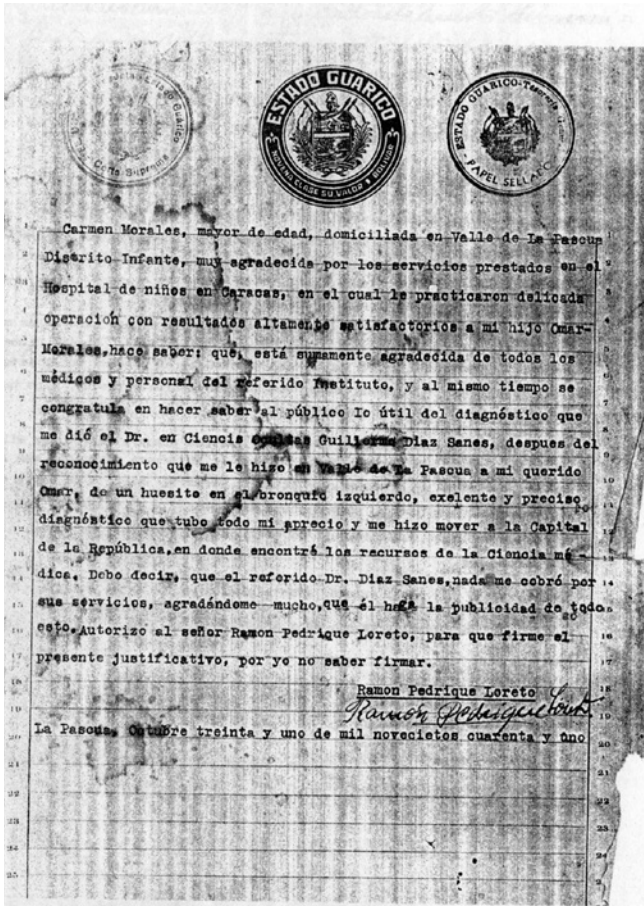 ESTADO GUARICO
NOVENA CLASE SU VALOR 1 BOLIVAR
ESTADO GUARICO-Tesorería
PAPEL SELLADO
Guárico
Corte Suprema
Carmen Morales, mayor de edad, domiciliada en Valle de La Pascua
Distrito Infante, muy agradecida por los servicios prestados en el
Hospital de niños en Caracas, en el cual le practicaron delicada
operación con resultados altamente satisfactorios a mi hijo Omar-
Morales,hace saber: que, está sumamente agradecida de todos los
médicos y personal del referido Instituto, y al mismo tiempo se
congratula en hacer saber al público lo útil del diagnóstico que
me dió el Dr. en Ciencis Ocultas Guillermo Diaz Sanes, despues del
reconocimiento que me le hizo en Valle de La Pascua a mi querido
Omar, de un huesito en el bronquio izquierdo, exelente y preciso
diagnóstico que tubo todo mi aprecio y me hizo mover a la Capital
de la República,en donde encontré los recursos de la Ciencia mé-
dica. Debo decir, que el referido Dr. Diaz Sanes,nada me cobró por
sus servicios, agradándome mucho,que él haga la publicidad de todo
esto.Autorizo al señor Ramon Pedrique Loreto, para que firme el
presente justificativo, por yo no saber firmar.
Ramon Pedrique Loreto
Ramón Pedrique Loreto
La Pascua, Octubre treinta y uno de mil novecietos cuarenta y uno